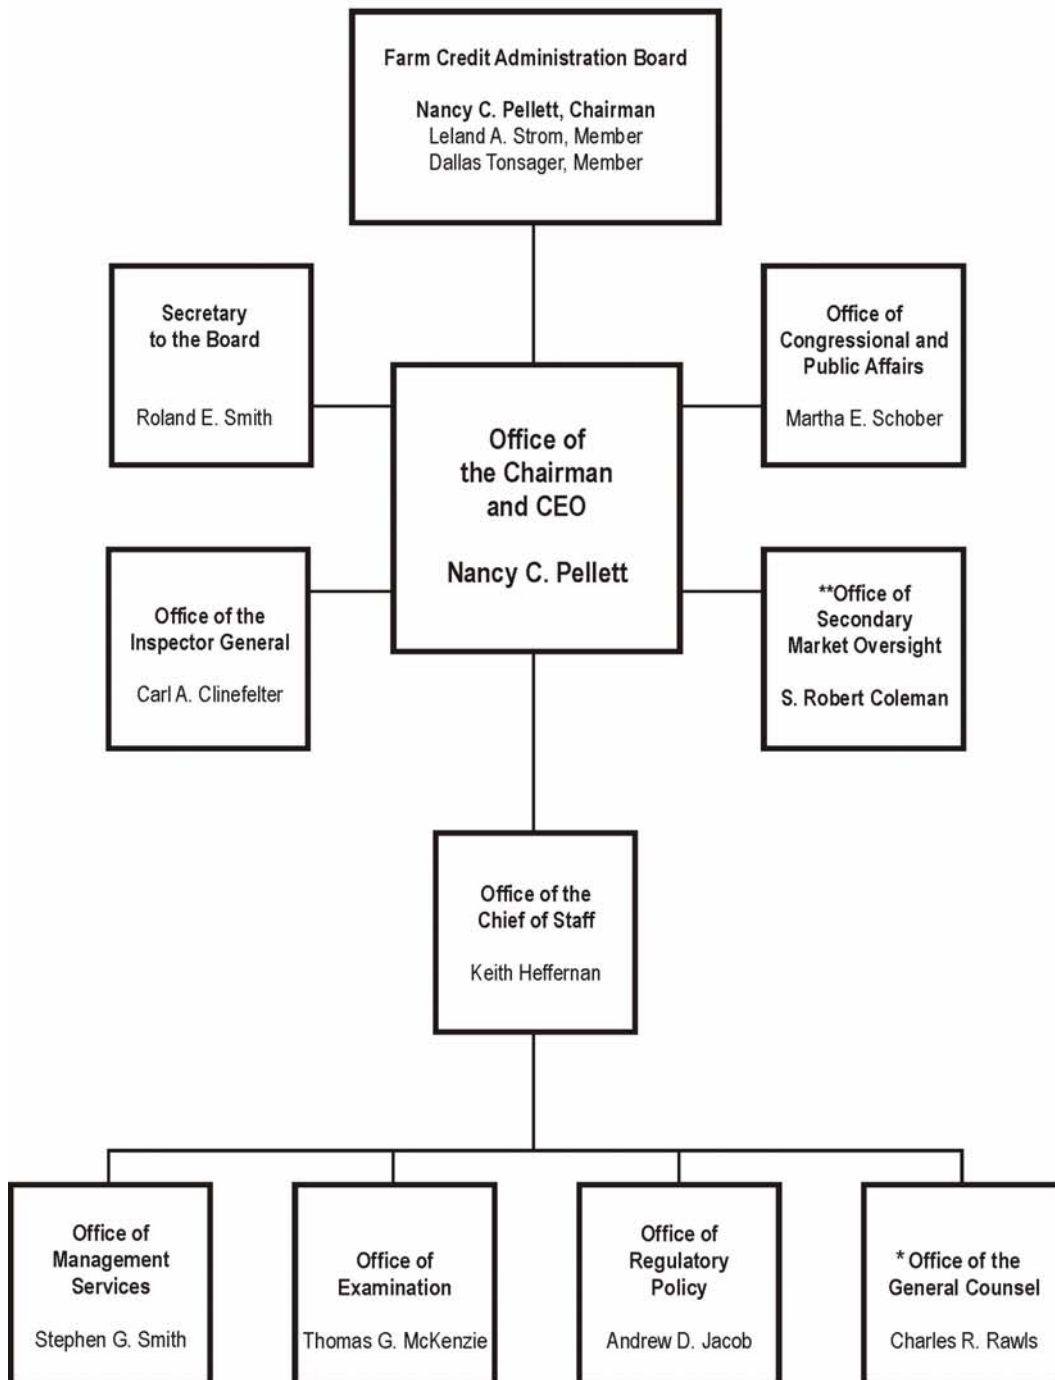 Farm Credit Administration Board
Nancy C. Pellett, Chairman
Leland A. Strom, Member
Dallas Tonsager, Member
Secretary
to the Board
Roland E. Smith
Office of
Congressional and
Public Affairs
Martha E. Schober
Office of
the Chairman
and CEO
Nancy C. Pellett
Office of the
Inspector General
Carl A. Clinefelter
**Office of
Secondary
Market Oversight
S. Robert Coleman
Office of the
Chief of Staff
Keith Heffernan
Office of
Management
Services
Stephen G. Smith
Office of
Examination
Thomas G. McKenzie
Office of
Regulatory
Policy
Andrew D. Jacob
* Office of the
General Counsel
Charles R. Rawls